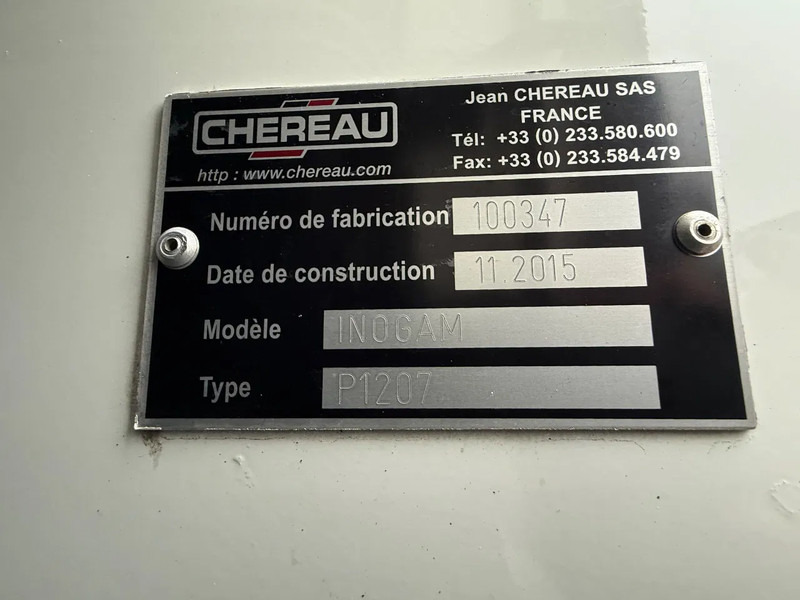 CHEREAU
http : www.chereau.com
Jean CHEREAU SAS
FRANCE
Tél: +33 (0) 233.580.600
Fax: +33 (0) 233.584.479
Numéro de fabrication 100347
Date de construction 11.2015
Modèle INOGAM
Type P1207